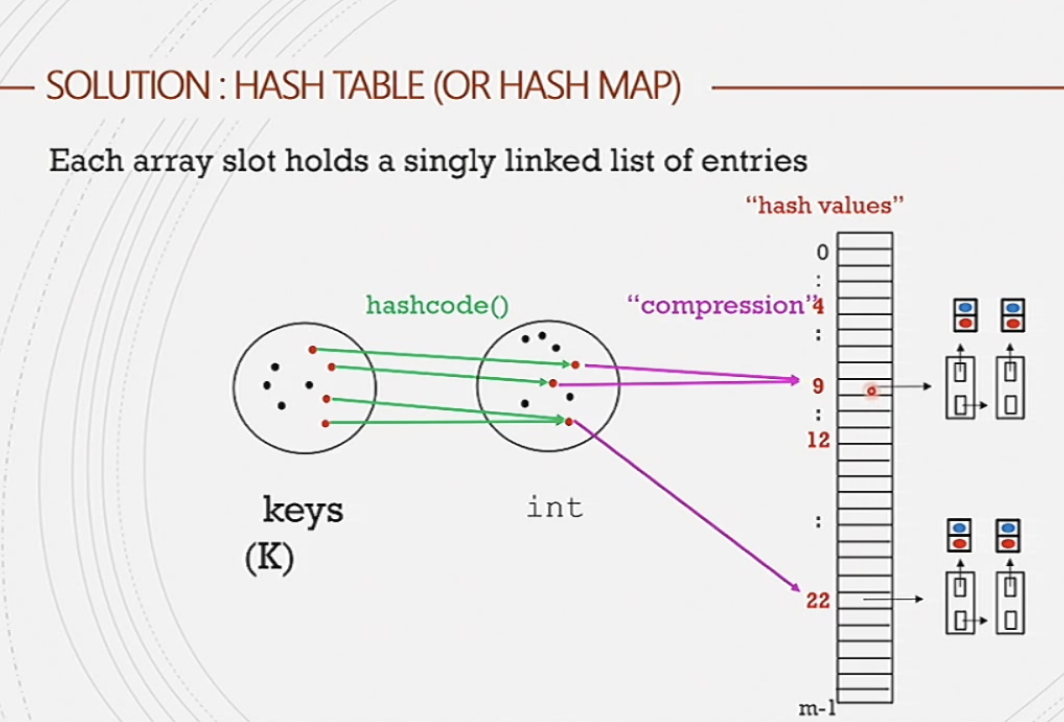 SOLUTION : HASH TABLE (OR HASH MAP)
Each array slot holds a singly linked list of entries
“hash values”
0
:
hashcode()
“compression”
4
:
9
:
12
keys
(K)
int
:
22
m-1